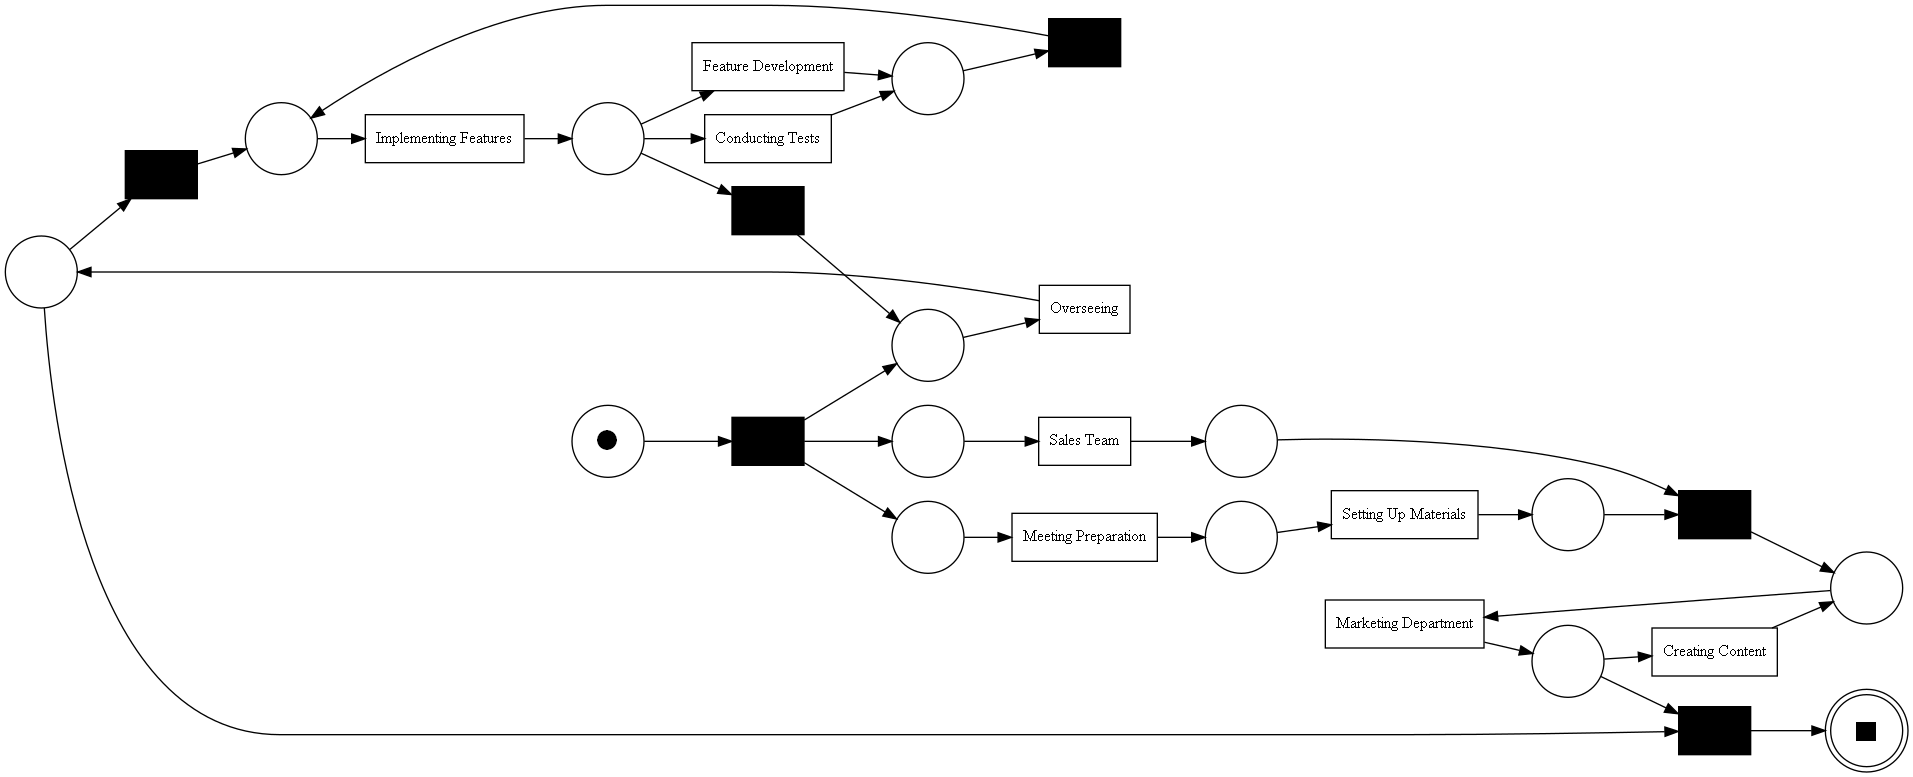 Feature Development
Implementing Features
Conducting Tests
Overseeing
Sales Team
Setting Up Materials
Meeting Preparation
Marketing Department
Creating Content